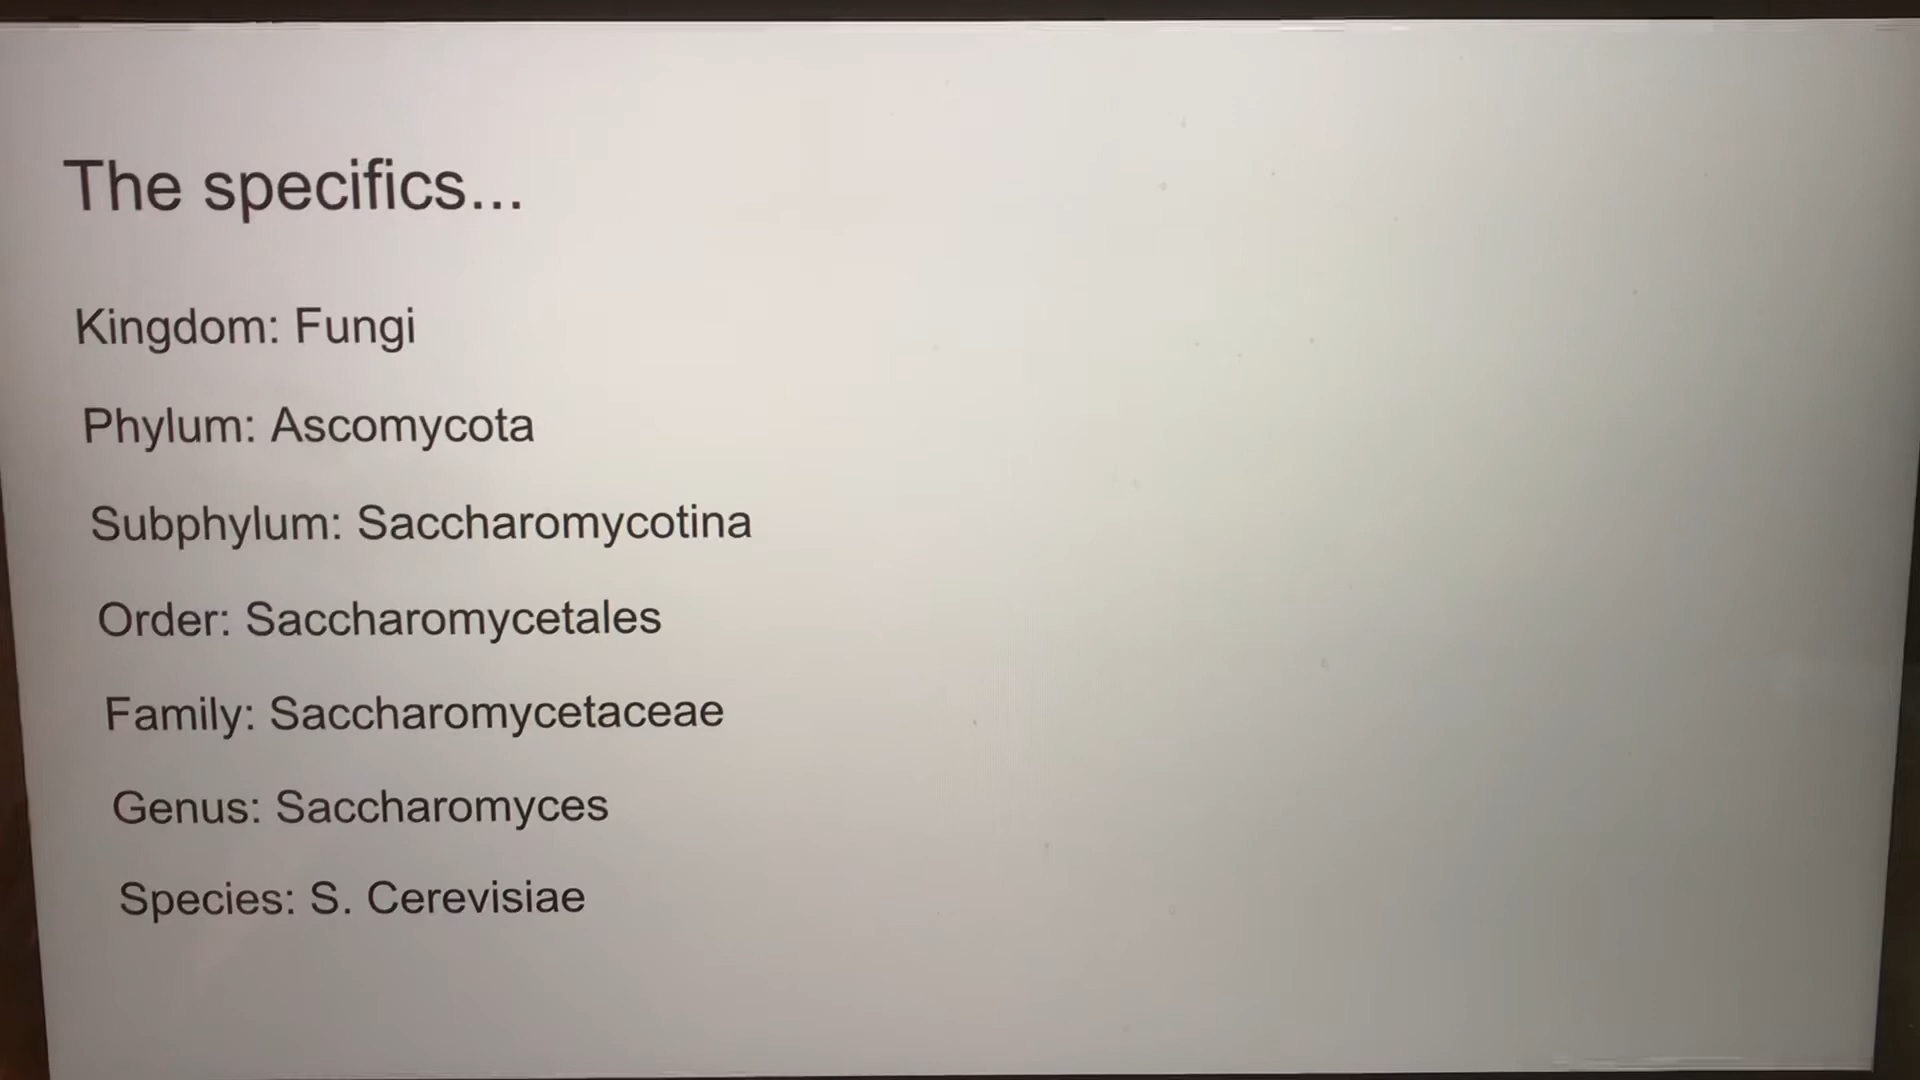 The specifics...
Kingdom: Fungi
Phylum: Ascomycota
Subphylum: Saccharomycotina
Order: Saccharomycetales
Family: Saccharomycetaceae
Genus: Saccharomyces
Species: S. Cerevisiae